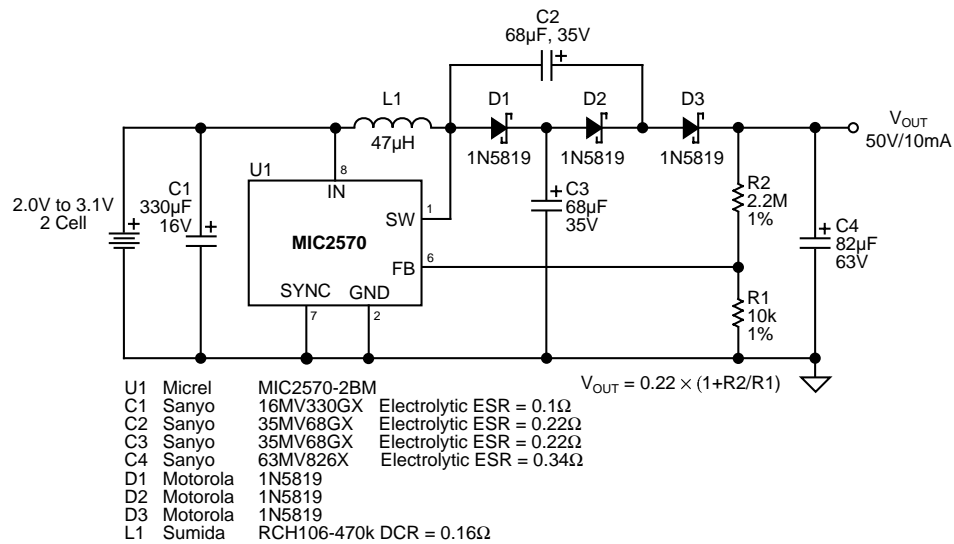 C2
68µF, 35V
L1
47µH
D1
1N5819
D2
1N5819
D3
1N5819
VOUT
50V/10mA
2.0V to 3.1V
2 Cell
+
C1
330µF
16V
+
U1
8
IN
SW
1
MIC2570
FB
6
SYNC
GND
7
2
+
C3
68µF
35V
+
R2
2.2M
1%
R1
10k
1%
+
C4
82µF
63V
VOUT = 0.22 × (1+R2/R1)
U1 Micrel MIC2570-2BM
C1 Sanyo 16MV330GX Electrolytic ESR = 0.1Ω
C2 Sanyo 35MV68GX Electrolytic ESR = 0.22Ω
C3 Sanyo 35MV68GX Electrolytic ESR = 0.22Ω
C4 Sanyo 63MV826X Electrolytic ESR = 0.34Ω
D1 Motorola 1N5819
D2 Motorola 1N5819
D3 Motorola 1N5819
L1 Sumida RCH106-470k DCR = 0.16Ω